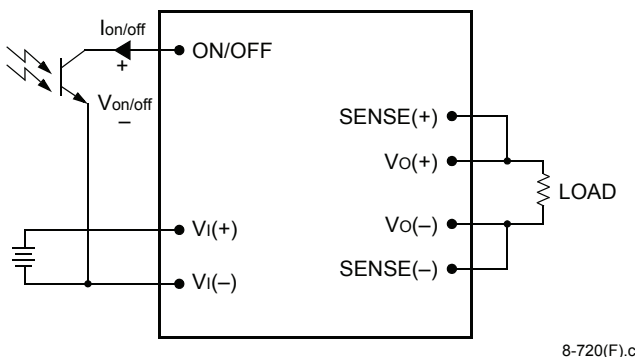 Ion/off
+
Von/off
–
ON/OFF
SENSE(+)
VO(+)
LOAD
VO(–)
SENSE(–)
VI(+)
VI(–)
8-720(F).c